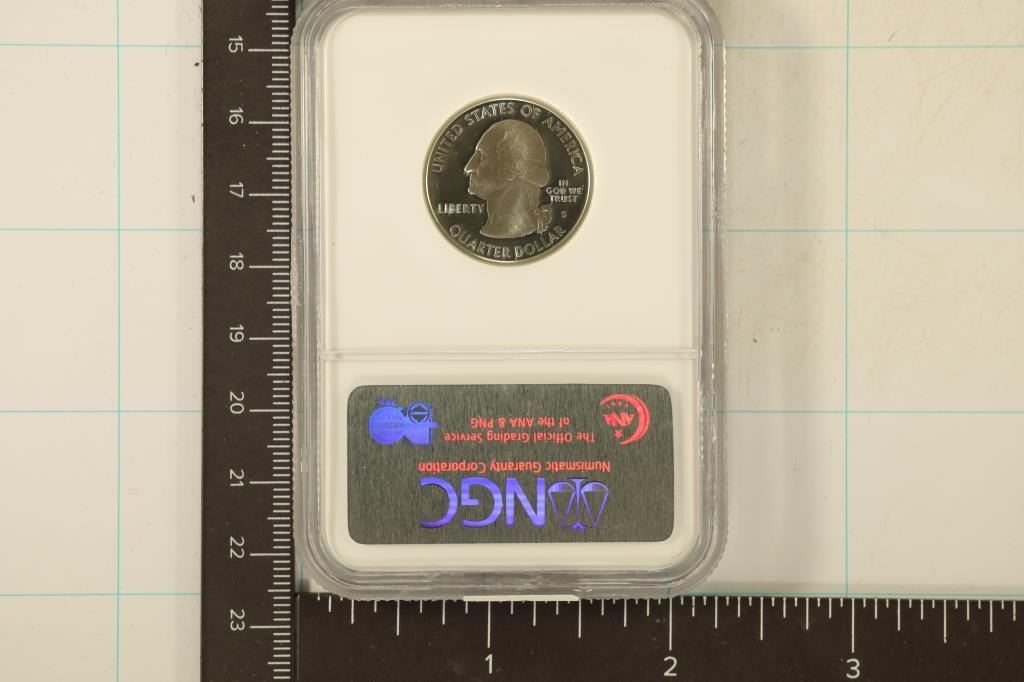 UNITED STATES OF AMERICA
IN
GOD WE
TRUST
LIBERTY
S
QUARTER DOLLAR
NGC
Numismatic Guaranty Corporation
The Official Grading Service
of the ANA & PNG
ANA
15
16
17
18
19
20
21
22
23
1
2
3